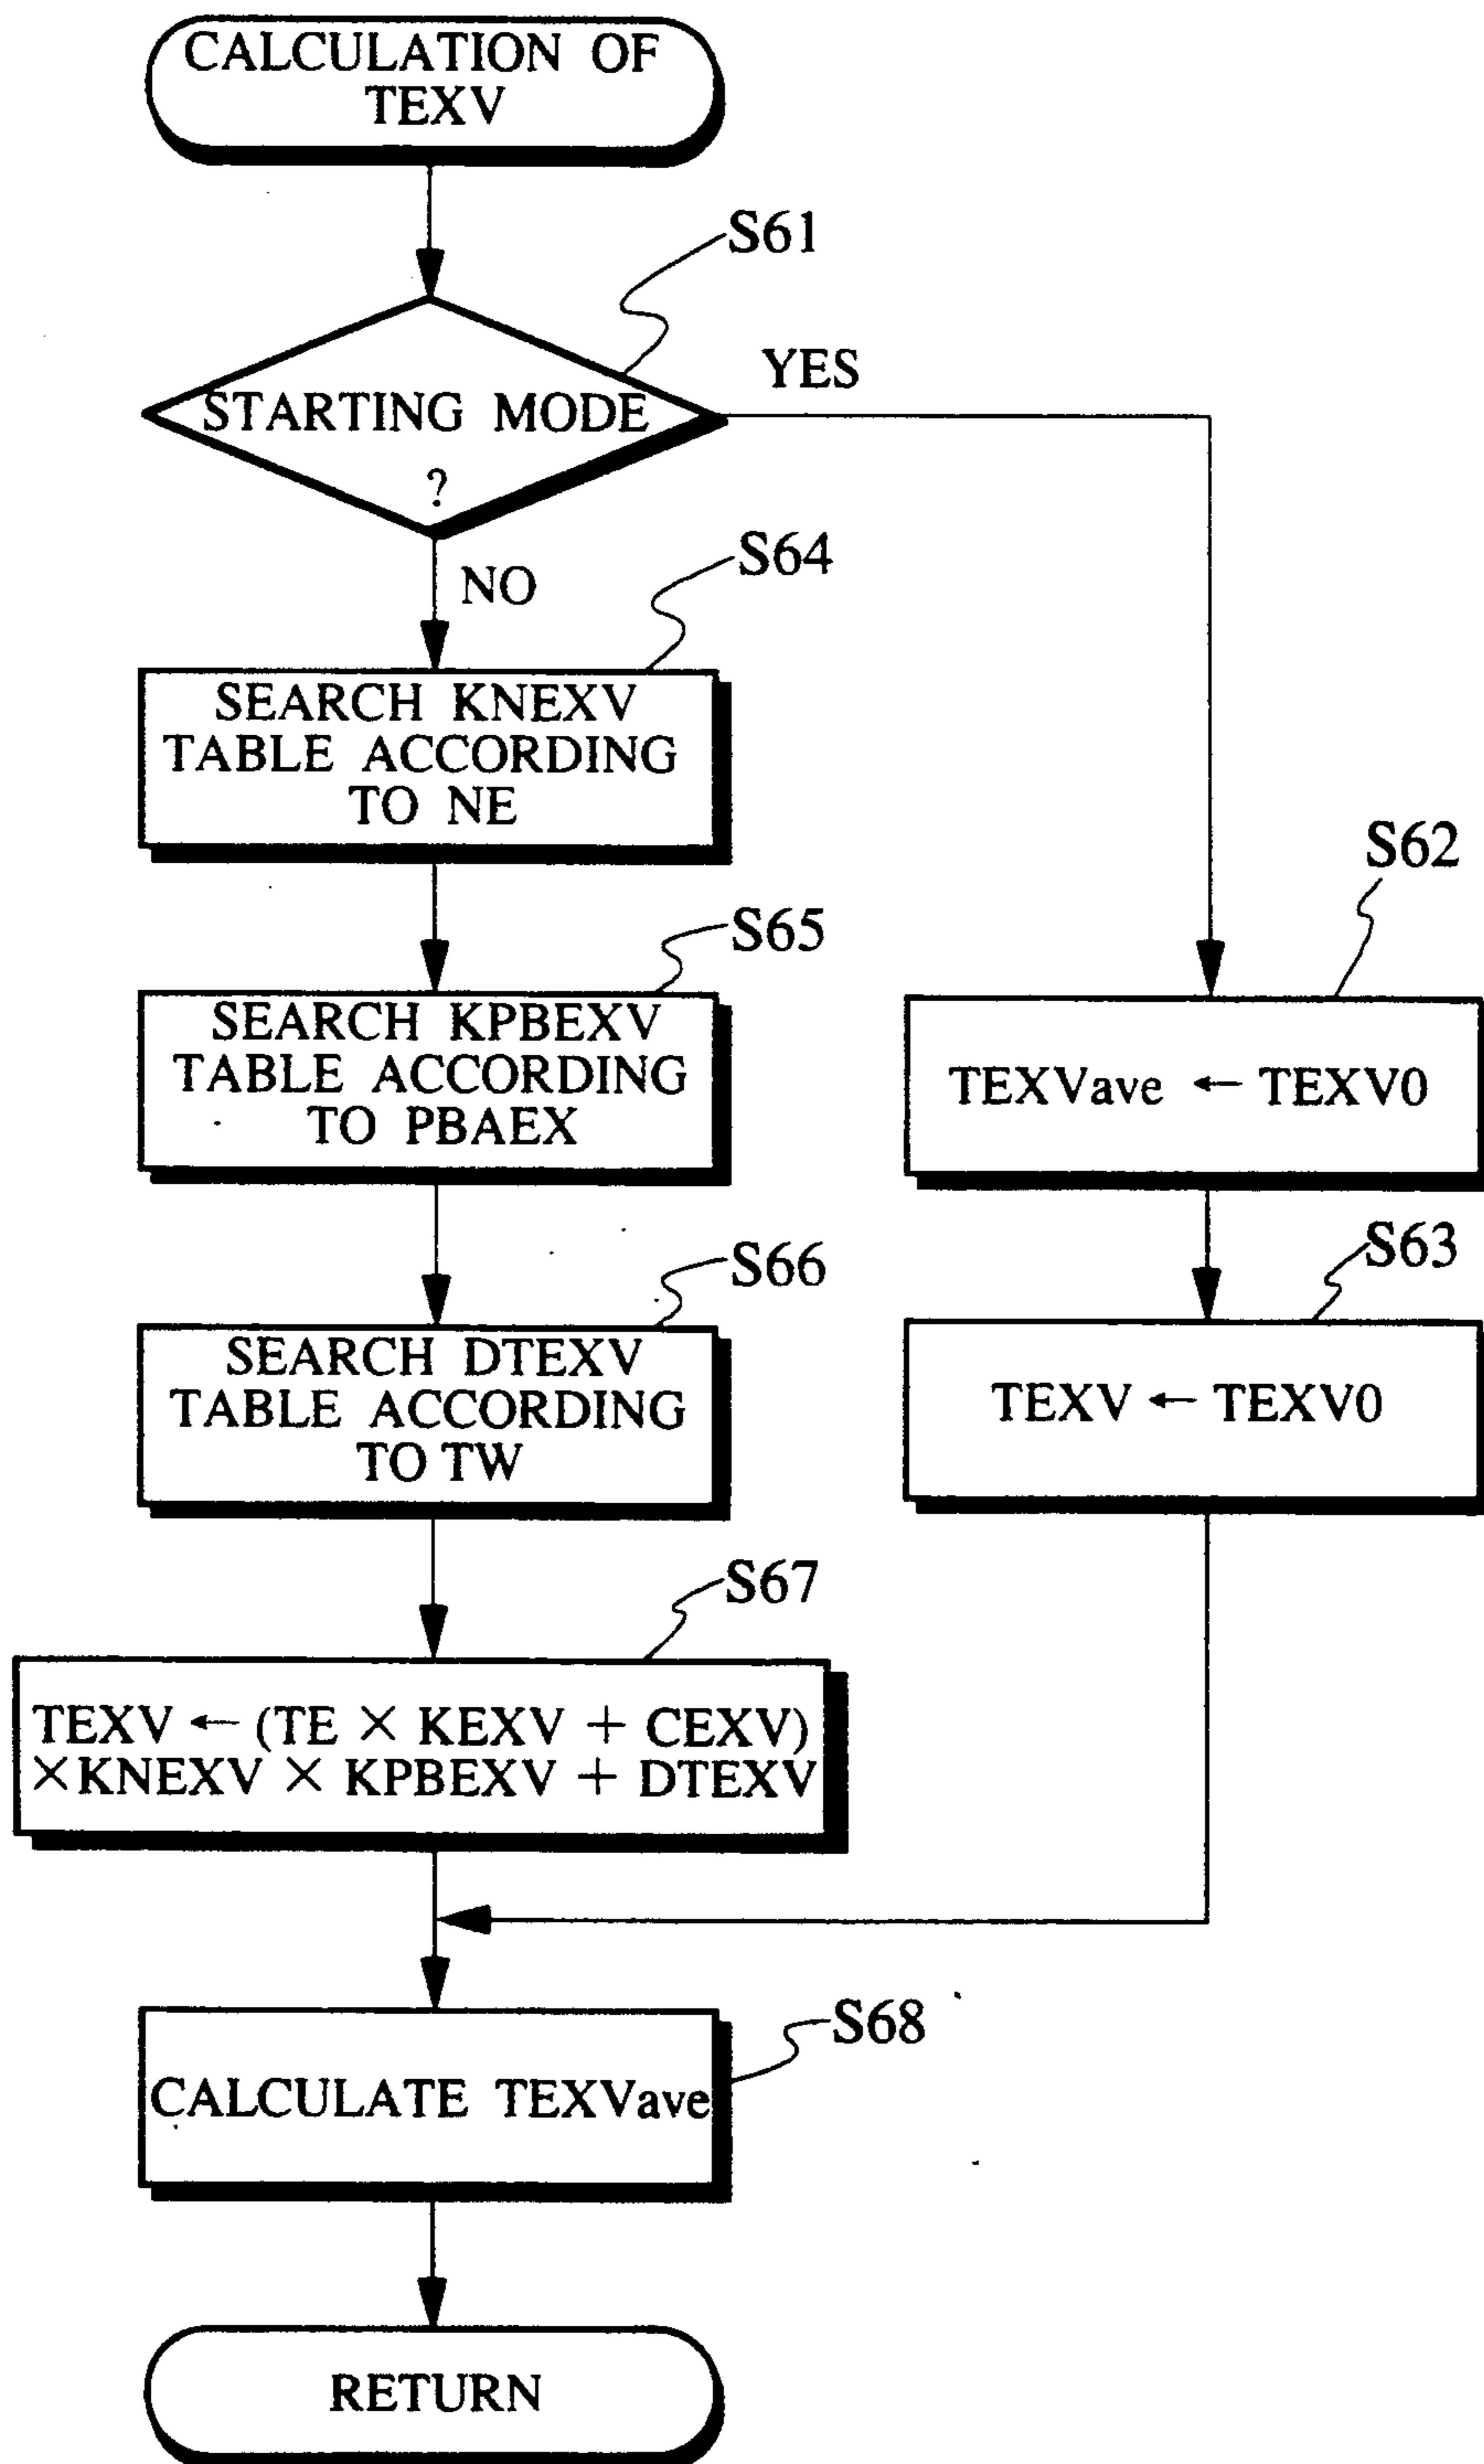 CALCULATION OF
TEXV
S61
YES
STARTING MODE
?
NO
S64
SEARCH KNEXV
TABLE ACCORDING
TO NE
S65
SEARCH KPBEXV
TABLE ACCORDING
TO PBAEX
S66
SEARCH DTEXV
TABLE ACCORDING
TO TW
S67
TEXV ← (TE × KEXV + CEXV)
×KNEXV × KPBEXV + DTEXV
S62
TEXVave ← TEXV0
S63
TEXV ← TEXV0
S68
CALCULATE TEXVave
RETURN